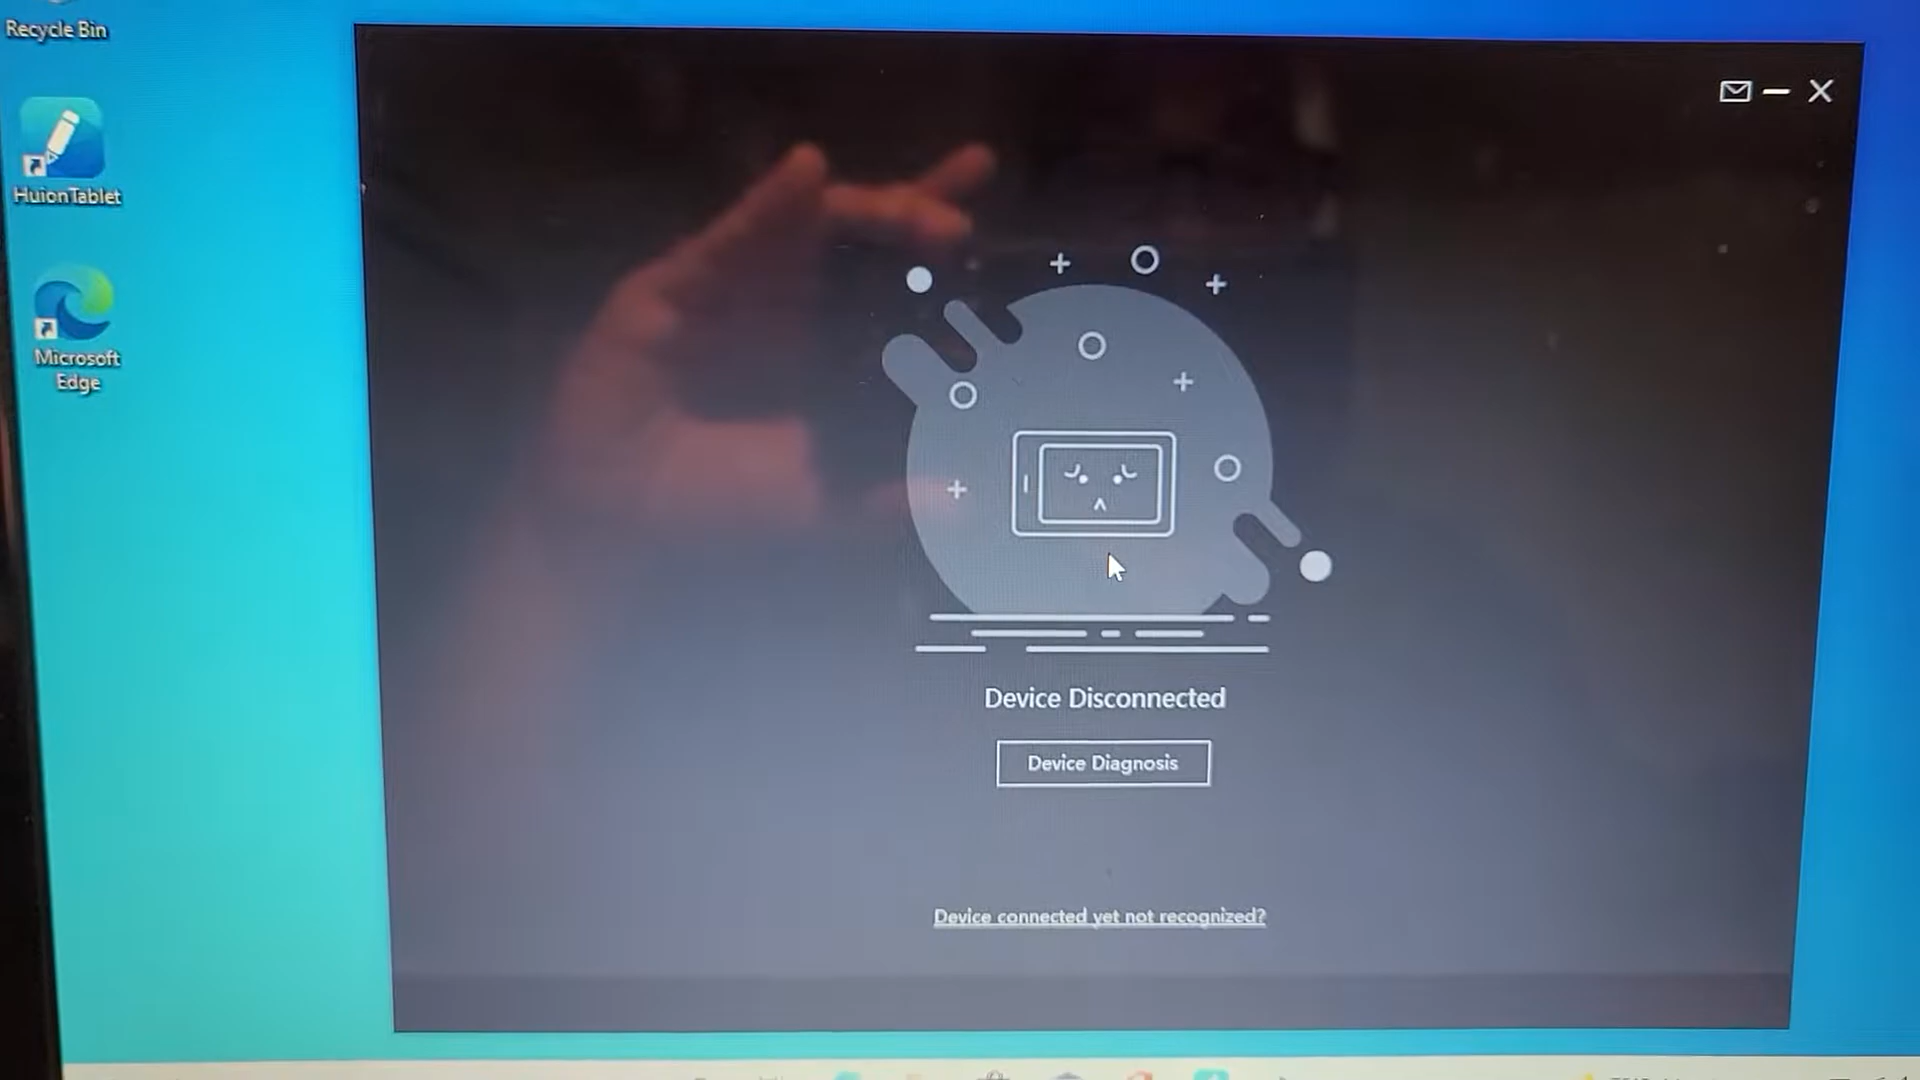 Recycle Bin
HuionTablet
Microsoft
Edge
Device Disconnected
Device Diagnosis
Device connected yet not recognized?